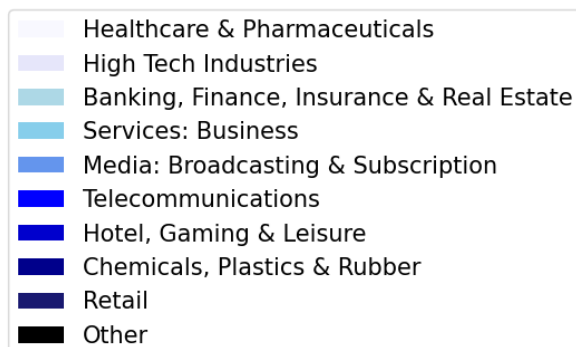 Healthcare & Pharmaceuticals
High Tech Industries
Banking, Finance, Insurance & Real Estate
Services: Business
Media: Broadcasting & Subscription
Telecommunications
Hotel, Gaming & Leisure
Chemicals, Plastics & Rubber
Retail
Other